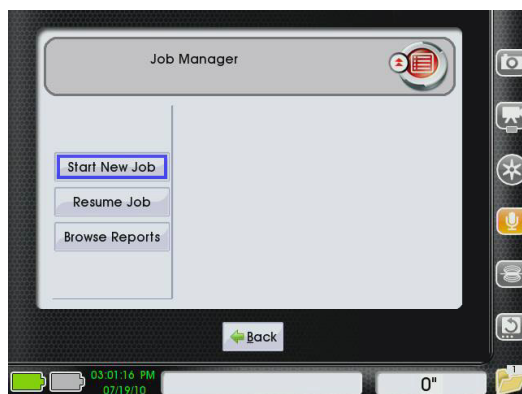 Job Manager
Start New Job
Resume Job
Browse Reports
Back
03:01:16 PM
07/19/10
0"
1